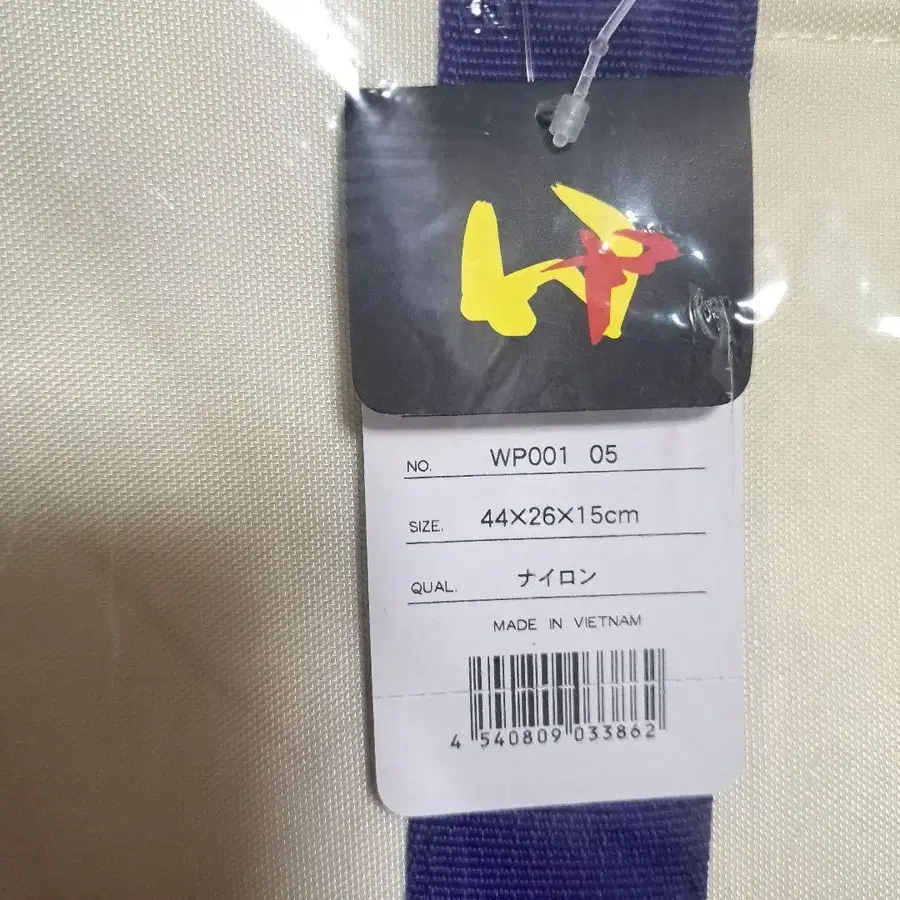 NO. WP001 05
SIZE. 44×26×15cm
QUAL. ナイロン
MADE IN VIETNAM
4 540809 033862